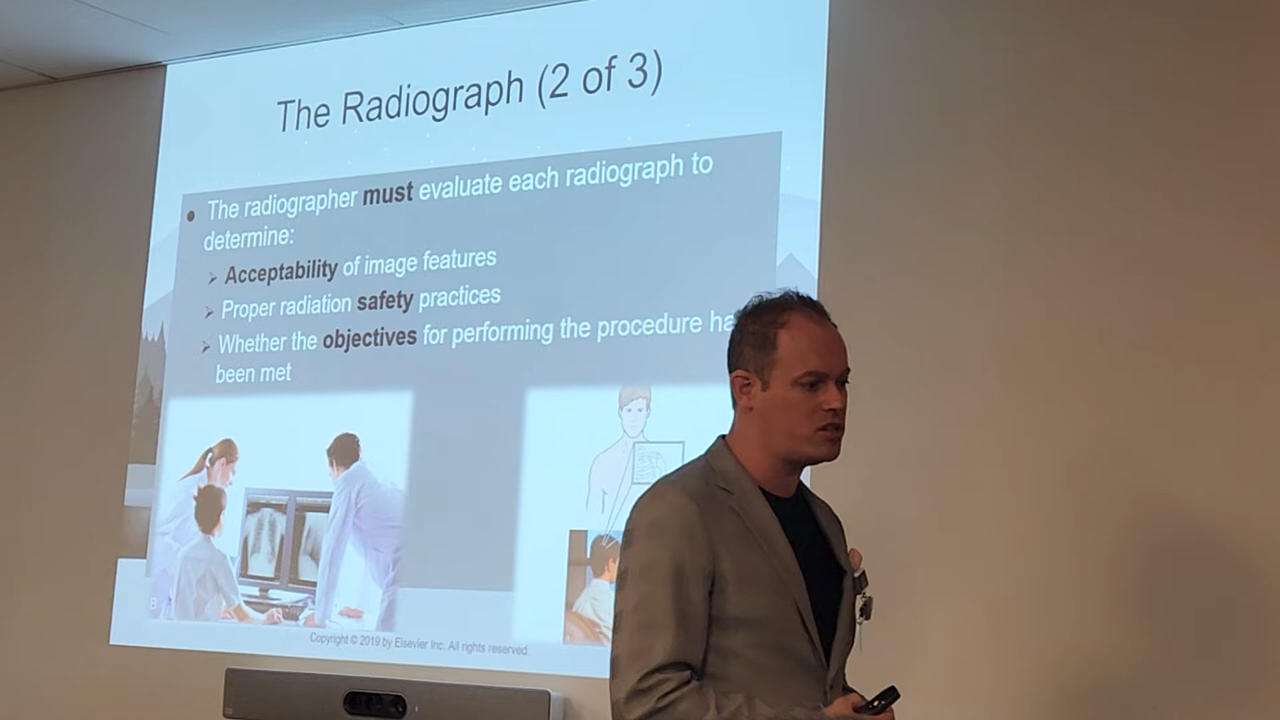 The Radiograph (2 of 3)
• The radiographer must evaluate each radiograph to
determine:
➢ Acceptability of image features
➢ Proper radiation safety practices
➢ Whether the objectives for performing the procedure ha
been met
Copyright © 2019 by Elsevier Inc. All rights reserved.